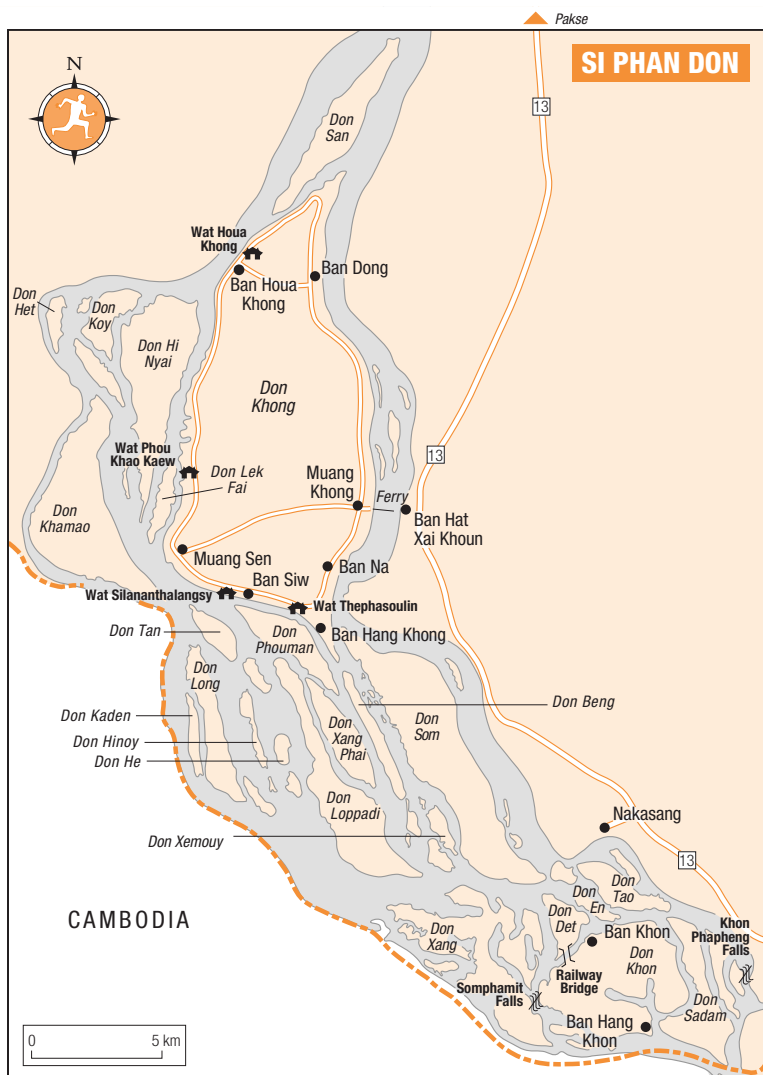 Pakse
SI PHAN DON
N
13
Don
San
Wat Houa
Khong
Ban Houa
Khong
Ban Dong
Don
Het
Don
Koy
Don Hi
Nyai
Don
Khong
13
Wat Phou
Khao Kaew
Don Lek
Fai
Muang
Khong
Ferry
Ban Hat
Xai Khoun
Don
Khamao
Muang Sen
Ban Siw
Ban Na
Wat Silananthalangsy
Wat Thephasoulin
Don Tan
Don
Phouman
Ban Hang Khong
Don
Long
Don Beng
Don Kaden
Don
Xang
Phai
Don
Som
Don Hinoy
Don He
Don
Loppadi
Nakasang
Don Xemouy
13
Don
Tao
Don
En
Don
Det
CAMBODIA
Don
Xang
Ban Khon
Khon
Phapheng
Falls
Don
Khon
Railway
Bridge
Somphamit
Falls
Don
Sadam
Ban Hang
Khon
0
5 km